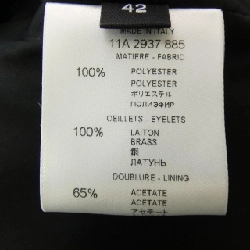 42
MADE IN ITALY
11A 2937 885
MATIERE - FABRIC
100% POLYESTER
POLYESTER
ポリエステル
ПОЛИЭФИР
OEILLETS - EYELETS
100% LAITON
BRASS
銅
ЛАТУНЬ
DOUBLURE - LINING
65% ACETATE
ACETATE
アセテート